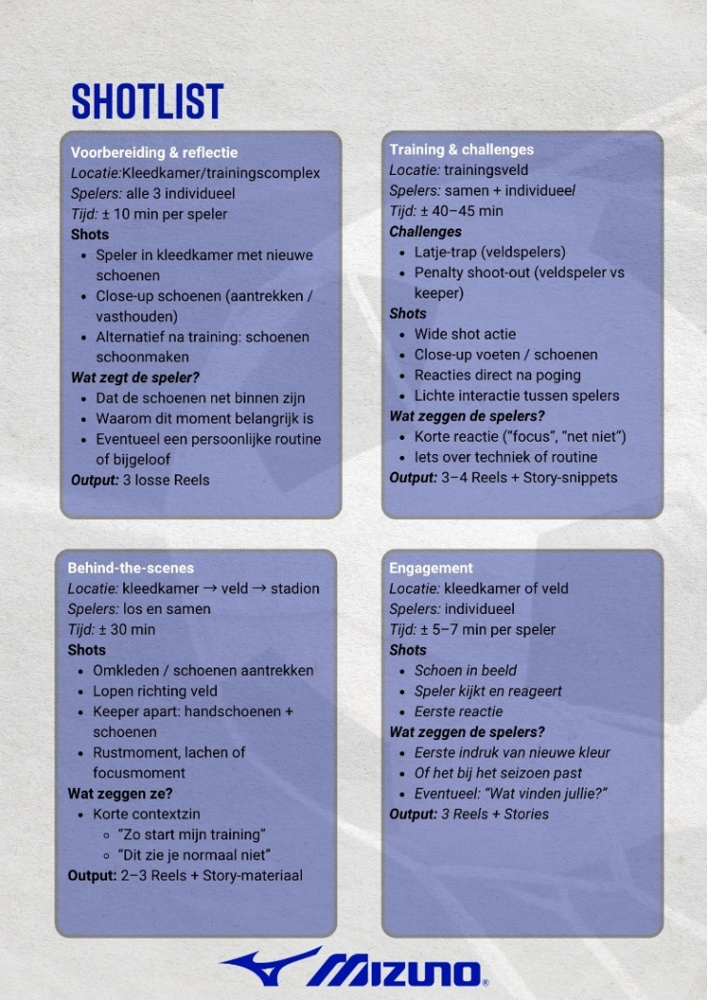 SHOTLIST
Voorbereiding & reflectie
Locatie:Kleedkamer/trainingscomplex
Spelers: alle 3 individueel
Tijd: ± 10 min per speler
Shots
• Speler in kleedkamer met nieuwe
schoenen
• Close-up schoenen (aantrekken /
vasthouden)
• Alternatief na training: schoenen
schoonmaken
Wat zegt de speler?
• Dat de schoenen net binnen zijn
• Waarom dit moment belangrijk is
• Eventueel een persoonlijke routine
of bijgeloof
Output: 3 losse Reels
Training & challenges
Locatie: trainingsveld
Spelers: samen + individueel
Tijd: ± 40–45 min
Challenges
• Latje-trap (veldspelers)
• Penalty shoot-out (veldspeler vs
keeper)
Shots
• Wide shot actie
• Close-up voeten / schoenen
• Reacties direct na poging
• Lichte interactie tussen spelers
Wat zeggen de spelers?
• Korte reactie (“focus”, “net niet”)
• Iets over techniek of routine
Output: 3–4 Reels + Story-snippets
Behind-the-scenes
Locatie: kleedkamer → veld → stadion
Spelers: los en samen
Tijd: ± 30 min
Shots
• Omkleden / schoenen aantrekken
• Lopen richting veld
• Keeper apart: handschoenen +
schoenen
• Rustmoment, lachen of
focusmoment
Wat zeggen ze?
• Korte contextzin
◦ “Zo start mijn training”
◦ “Dit zie je normaal niet”
Output: 2–3 Reels + Story-materiaal
Engagement
Locatie: kleedkamer of veld
Spelers: individueel
Tijd: ± 5–7 min per speler
Shots
• Schoen in beeld
• Speler kijkt en reageert
• Eerste reactie
Wat zeggen de spelers?
• Eerste indruk van nieuwe kleur
• Of het bij het seizoen past
• Eventueel: “Wat vinden jullie?”
Output: 3 Reels + Stories
MIZUNO®